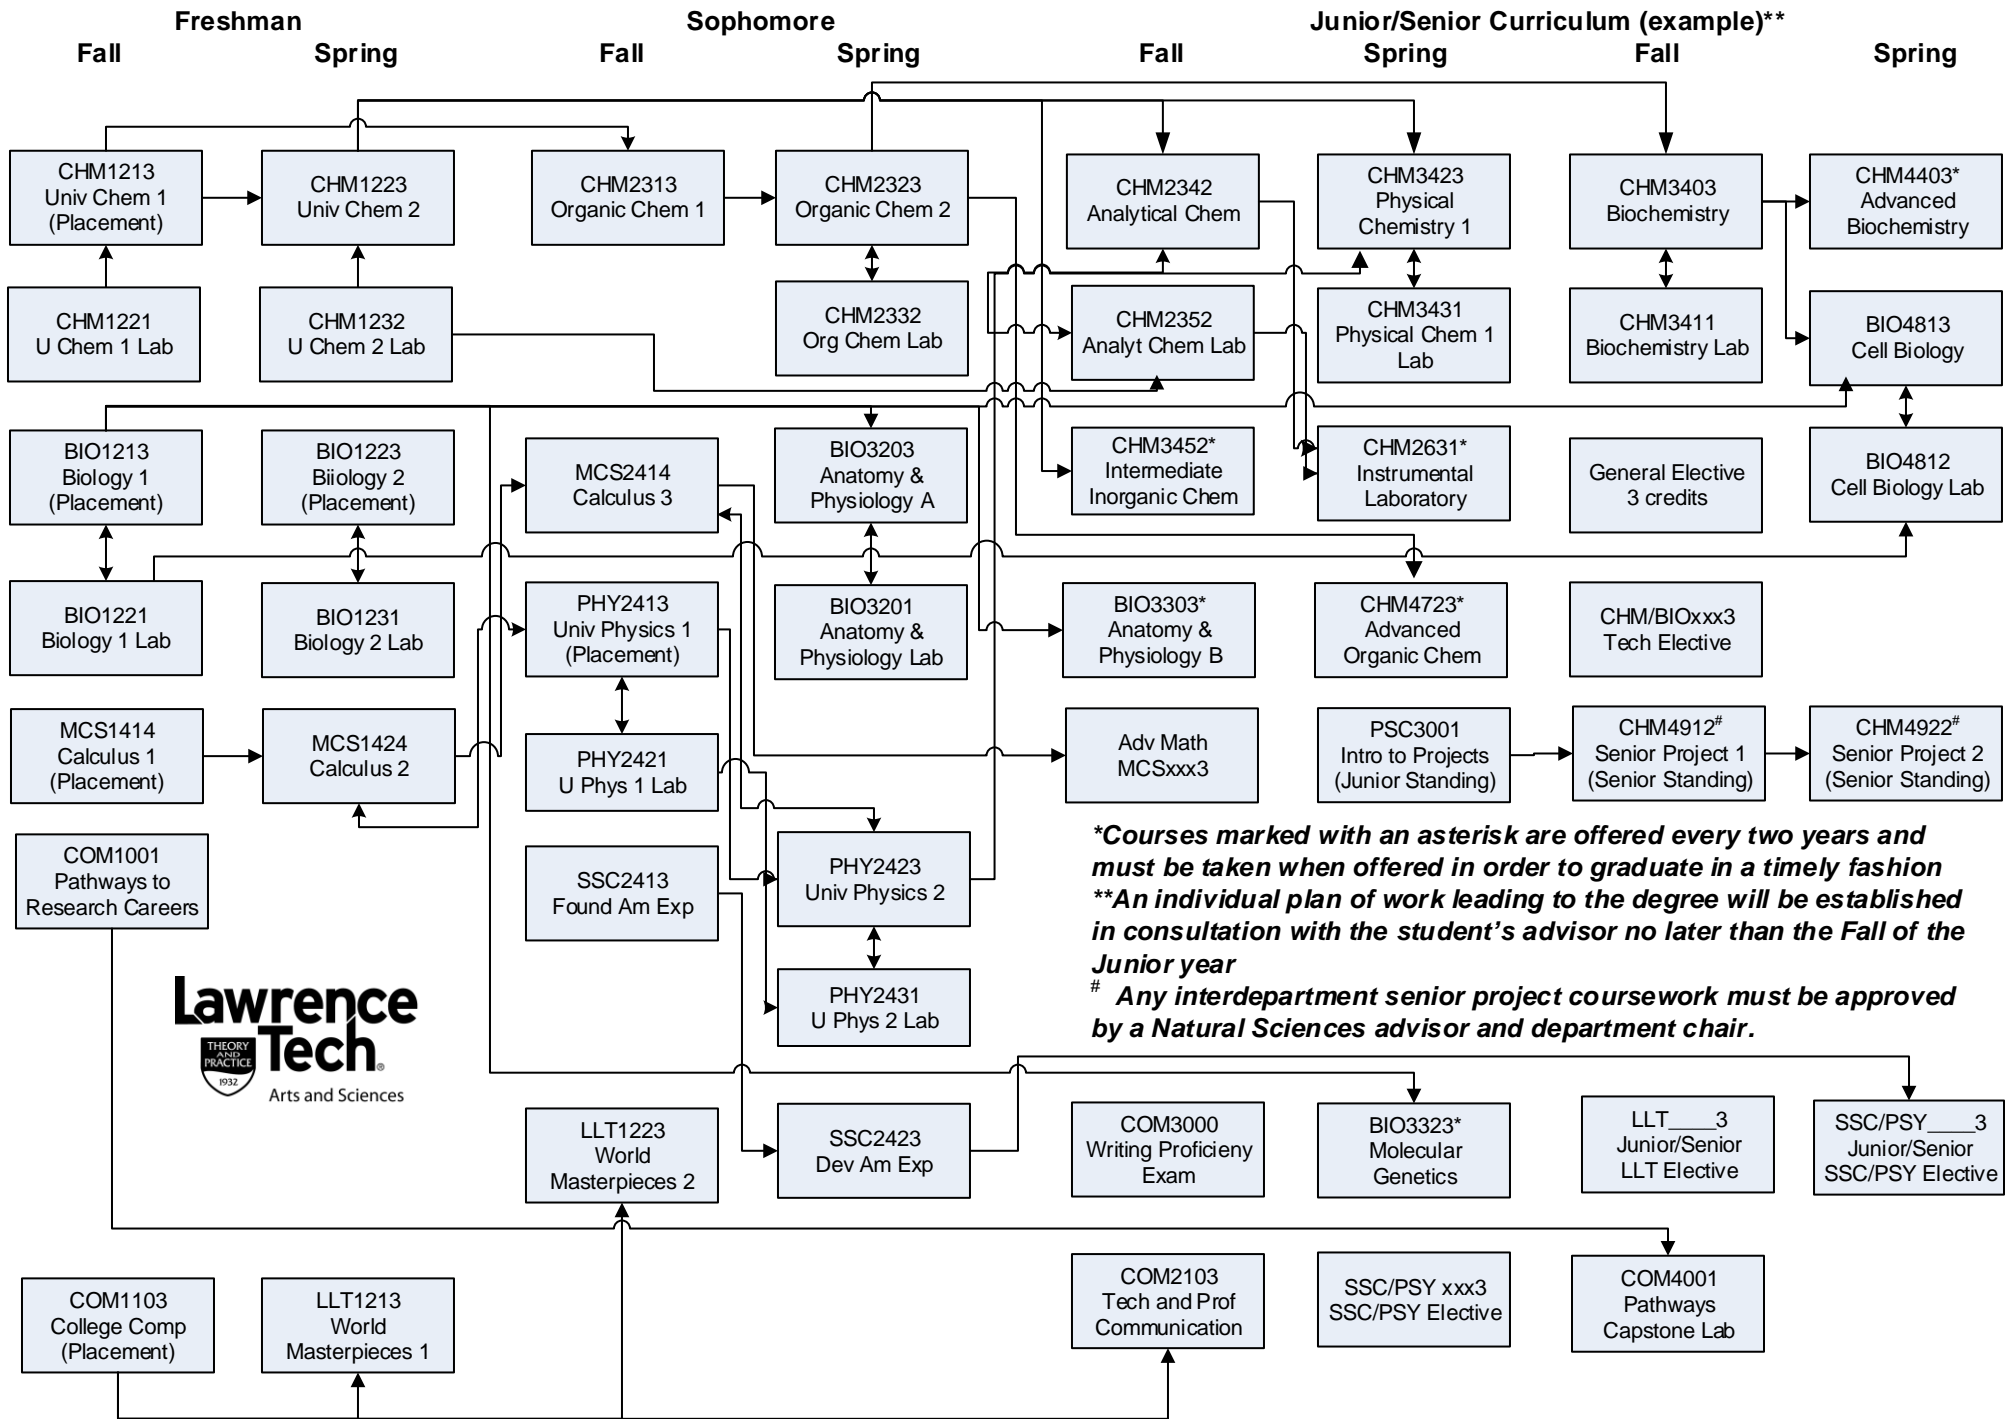 Freshman
Sophomore
Junior/Senior Curriculum (example)**
Fall
Spring
Fall
Spring
Fall
Spring
Fall
Spring
CHM1213
Univ Chem 1
(Placement)
CHM1223
Univ Chem 2
CHM2313
Organic Chem 1
CHM2323
Organic Chem 2
CHM2342
Analytical Chem
CHM3423
Physical
Chemistry 1
CHM3403
Biochemistry
CHM4403*
Advanced
Biochemistry
CHM1221
U Chem 1 Lab
CHM1232
U Chem 2 Lab
CHM2332
Org Chem Lab
CHM2352
Analyt Chem Lab
CHM3431
Physical Chem 1
Lab
CHM3411
Biochemistry Lab
BIO4813
Cell Biology
BIO1213
Biology 1
(Placement)
BIO1223
Biiology 2
(Placement)
MCS2414
Calculus 3
BIO3203
Anatomy &
Physiology A
CHM3452*
Intermediate
Inorganic Chem
CHM2631*
Instrumental
Laboratory
General Elective
3 credits
BIO4812
Cell Biology Lab
BIO1221
Biology 1 Lab
BIO1231
Biology 2 Lab
PHY2413
Univ Physics 1
(Placement)
BIO3201
Anatomy &
Physiology Lab
BIO3303*
Anatomy &
Physiology B
CHM4723*
Advanced
Organic Chem
CHM/BIOxxx3
Tech Elective
MCS1414
Calculus 1
(Placement)
MCS1424
Calculus 2
PHY2421
U Phys 1 Lab
Adv Math
MCSxxx3
PSC3001
Intro to Projects
(Junior Standing)
CHM4912#
Senior Project 1
(Senior Standing)
CHM4922#
Senior Project 2
(Senior Standing)
COM1001
Pathways to
Research Careers
SSC2413
Found Am Exp
PHY2423
Univ Physics 2
PHY2431
U Phys 2 Lab
*Courses marked with an asterisk are offered every two years and
must be taken when offered in order to graduate in a timely fashion
**An individual plan of work leading to the degree will be established
in consultation with the student's advisor no later than the Fall of the
Junior year
# Any interdepartment senior project coursework must be approved
by a Natural Sciences advisor and department chair.
Lawrence
Tech®
THEORY
AND
PRACTICE
1932
Arts and Sciences
LLT1223
World
Masterpieces 2
SSC2423
Dev Am Exp
COM3000
Writing Proficieny
Exam
BIO3323*
Molecular
Genetics
LLT____3
Junior/Senior
LLT Elective
SSC/PSY____3
Junior/Senior
SSC/PSY Elective
COM1103
College Comp
(Placement)
LLT1213
World
Masterpieces 1
COM2103
Tech and Prof
Communication
SSC/PSY xxx3
SSC/PSY Elective
COM4001
Pathways
Capstone Lab